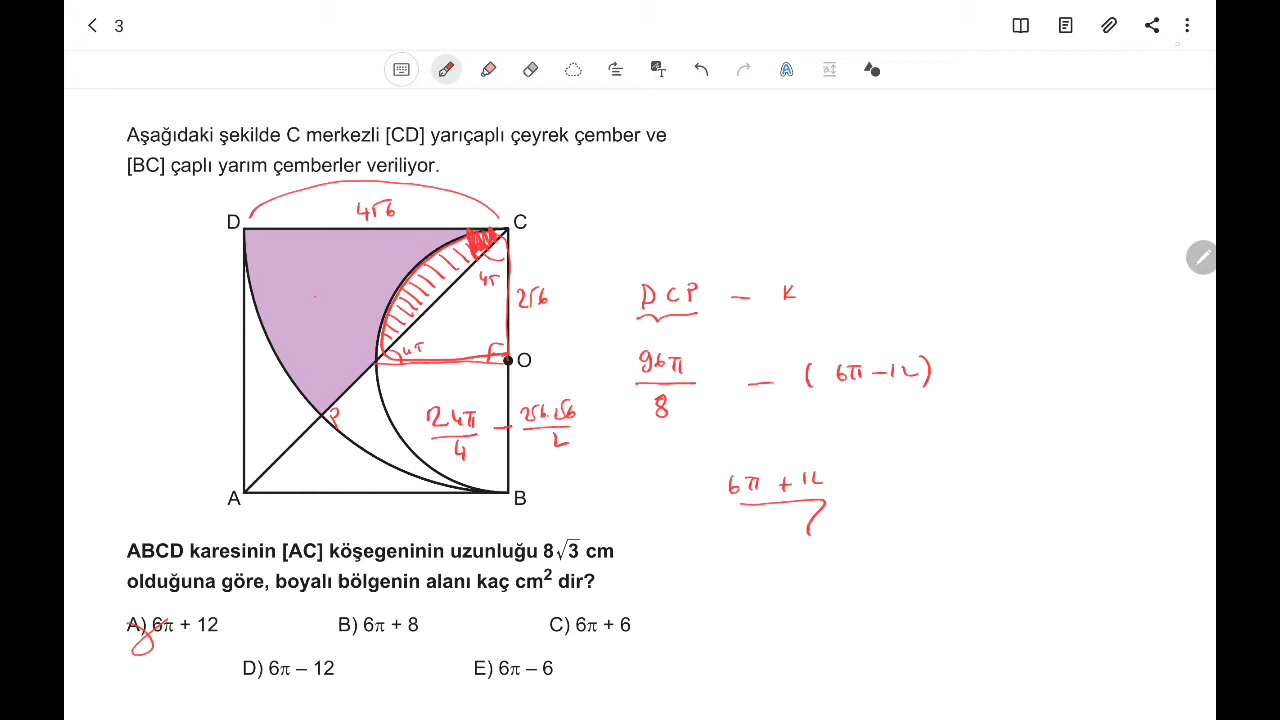 3
Aşağıdaki şekilde C merkezli [CD] yarıçaplı çeyrek çember ve
[BC] çaplı yarım çemberler veriliyor.
4√6
D
C
45
2√6
DCP – K
45
O
96π/8 – (6π – 12)
P
24π/4 – 2√6.2√6/2
6π + 12
A
B
ABCD karesinin [AC] köşegeninin uzunluğu 8√3 cm
olduğuna göre, boyalı bölgenin alanı kaç cm² dir?
A) 6π + 12 B) 6π + 8 C) 6π + 6
D) 6π – 12 E) 6π – 6